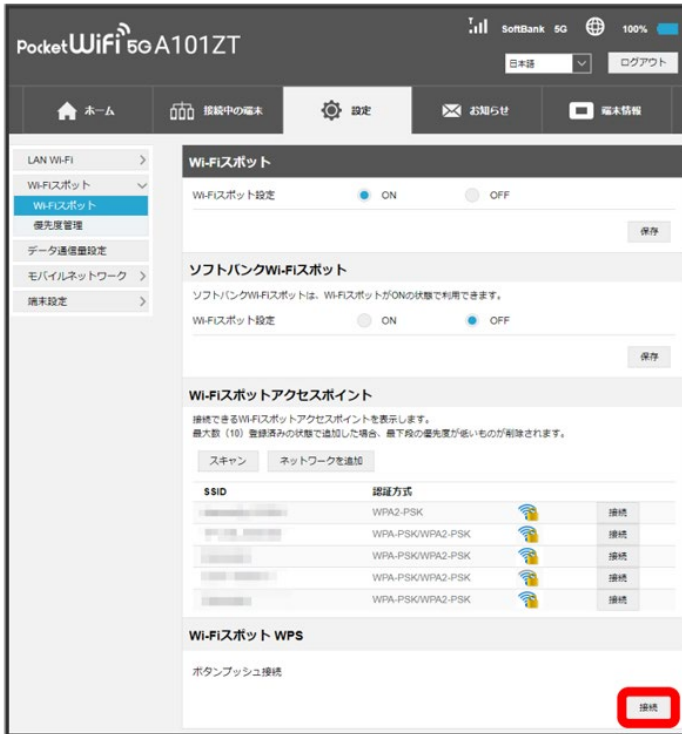 SoftBank 5G 100%
Pocket WiFi 5G A101ZT
日本語 ログアウト
ホーム 接続中の端末 設定 お知らせ 端末情報
LAN Wi-Fi
Wi-Fiスポット
Wi-Fiスポット
優先度管理
データ通信量設定
モバイルネットワーク
端末設定
Wi-Fiスポット
Wi-Fiスポット設定 ON OFF
保存
ソフトバンクWi-Fiスポット
ソフトバンクWi-Fiスポットは、Wi-FiスポットがONの状態で利用できます。
Wi-Fiスポット設定 ON OFF
保存
Wi-Fiスポットアクセスポイント
接続できるWi-Fiスポットアクセスポイントを表示します。
最大数（10）登録済みの状態で追加した場合、最下段の優先度が低いものが削除されます。
スキャン ネットワークを追加
SSID 認証方式
WPA2-PSK 接続
WPA-PSK/WPA2-PSK 接続
WPA-PSK/WPA2-PSK 接続
WPA-PSK/WPA2-PSK 接続
WPA-PSK/WPA2-PSK 接続
Wi-Fiスポット WPS
ボタンプッシュ接続
接続